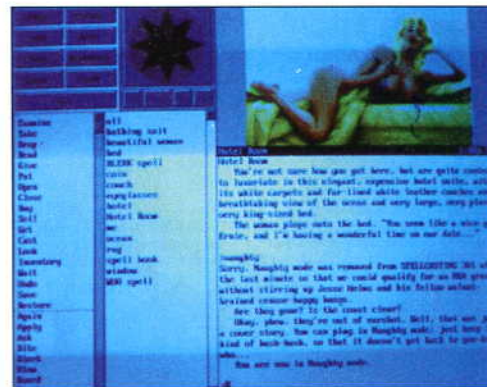 Examine
Take
Drop
Read
Give
Put
Open
Close
Buy
Sell
Get
Cast
Look
Inventory
Wait
Undo
Save
Restore
Again
Apply
Ask
Bite
Blow
Board
all
bathing suit
beautiful woman
bed
spell
coin
couch
eyeglasses
hotel
Hotel Room
me
ocean
rug
spell book
window
spell
Hotel Room
Hotel Room
You're not sure how you got here, but are quite content
to luxuriate in this elegant, expensive hotel suite, with
its white carpets and fur-lined white leather couches and
breathtaking view of the ocean and very large, very plush
very king-sized bed.
The woman plops onto the bed. "You seem like a nice guy
Ernie, and I'm having a wonderful time on our date..."
>naughty
Sorry. Naughty mode was removed from SPELLCASTING 301 at
the last minute so that we could qualify for an NEA grant
without stirring up Jesse Helms and his fellow
brained censor happy
Are they gone? Is the coast clear?
Okay, phew, they're out of earshot. Well, that was just
a cover story. You can play in Naughty mode; just keep it
kind of hush-hush, so that it doesn't get back to
who...
You are now in Naughty mode.